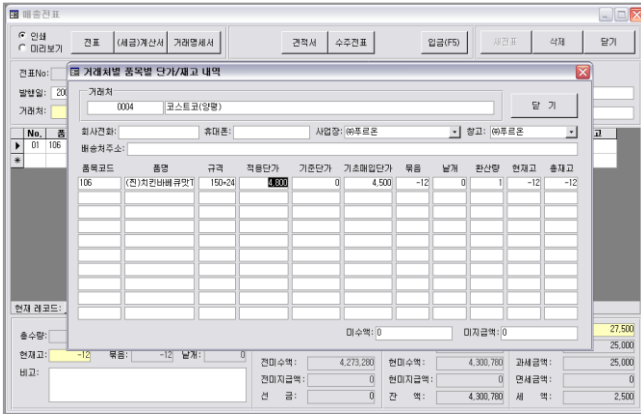 배송전표
인쇄
미리보기
전표 (세금)계산서 거래명세서 견적서 수주전표 입금(F5) 새전표 삭제 닫기
전표No:
발행일: 200
거래처:
거래처별 품목별 단가/재고 내역
거래처
0004 코스트코(양평) 닫 기
회사전화: 휴대폰: 사업장: ㈜푸르온 창고: ㈜푸르온
배송처주소:
No. 품 고
01 106
품목코드 품명 규격 적용단가 기준단가 기초매입단가 묶음 낱개 환산량 현재고 총재고
106 (진)치킨바베큐맛T 150×24 4,800 0 4,500 -12 0 1 -12 -12
미수액: 0 미지급액: 0
현재 레코드:
총수량: 27,500
25,000
현재고: -12 묶음: -12 낱개: 0
비고:
전미수액: 4,273,280 현미수액: 4,300,780 과세금액: 25,000
전미지급액: 0 현미지급액: 0 면세금액: 0
선 금: 0 잔 액: 4,300,780 세 액: 2,500